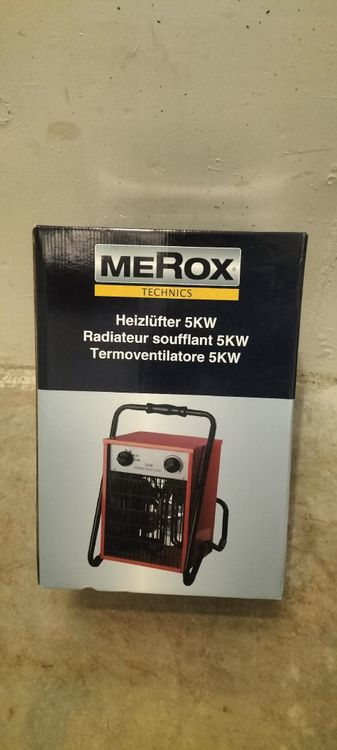 MEROX
TECHNICS
Heizlüfter 5KW
Radiateur soufflant 5KW
Termoventilatore 5KW